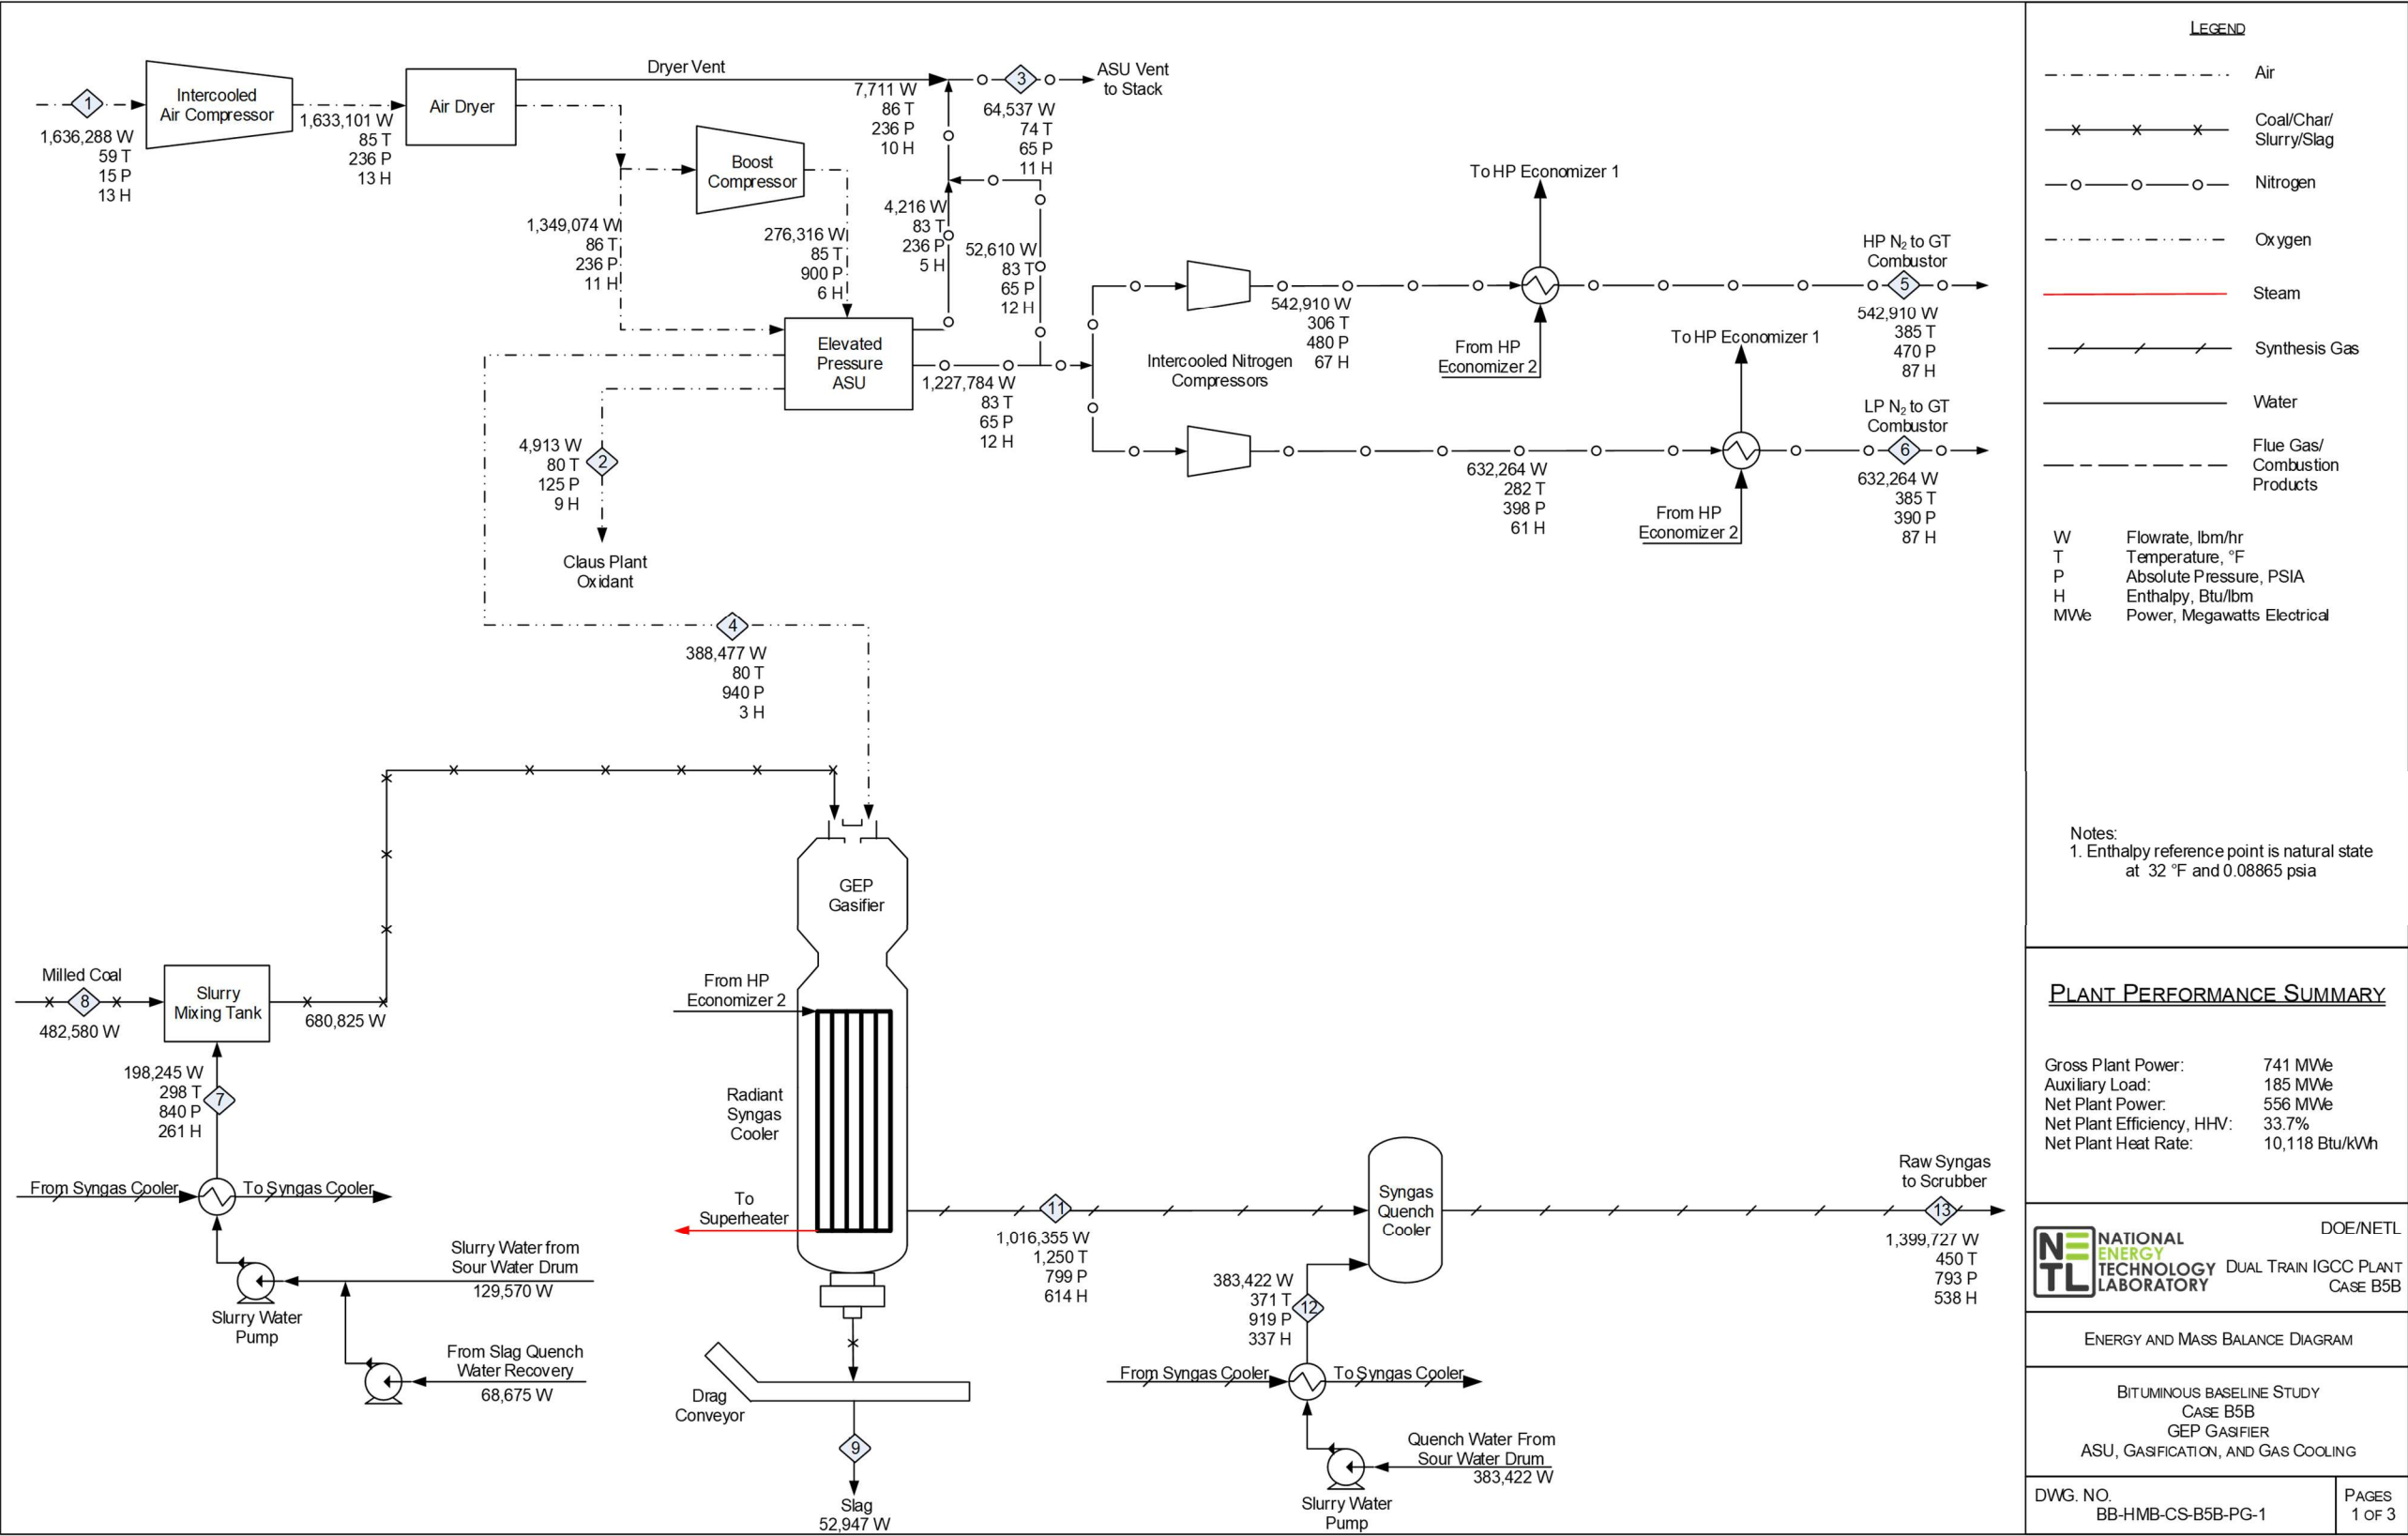 1
1,636,288 W
59 T
15 P
13 H
Intercooled
Air Compressor
1,633,101 W
85 T
236 P
13 H
Air Dryer
Dryer Vent
7,711 W
86 T
236 P
10 H
3
ASU Vent
to Stack
64,537 W
74 T
65 P
11 H
Boost
Compressor
1,349,074 W
86 T
236 P
11 H
276,316 W
85 T
900 P
6 H
4,216 W
83 T
236 P
5 H
52,610 W
83 T
65 P
12 H
Elevated
Pressure
ASU
1,227,784 W
83 T
65 P
12 H
4,913 W
80 T
125 P
9 H
2
Claus Plant
Oxidant
Intercooled Nitrogen
Compressors
542,910 W
306 T
480 P
67 H
To HP Economizer 1
From HP
Economizer 2
HP N₂ to GT
Combustor
5
542,910 W
385 T
470 P
87 H
To HP Economizer 1
632,264 W
282 T
398 P
61 H
From HP
Economizer 2
LP N₂ to GT
Combustor
6
632,264 W
385 T
390 P
87 H
4
388,477 W
80 T
940 P
3 H
GEP
Gasifier
Milled Coal
8
482,580 W
Slurry
Mixing Tank
680,825 W
198,245 W
298 T
840 P
261 H
7
From Syngas Cooler
To Syngas Cooler
Slurry Water from
Sour Water Drum
129,570 W
Slurry Water
Pump
From Slag Quench
Water Recovery
68,675 W
From HP
Economizer 2
Radiant
Syngas
Cooler
To
Superheater
Drag
Conveyor
9
Slag
52,947 W
11
1,016,355 W
1,250 T
799 P
614 H
Syngas
Quench
Cooler
383,422 W
371 T
919 P
337 H
12
From Syngas Cooler
To Syngas Cooler
Quench Water From
Sour Water Drum
383,422 W
Slurry Water
Pump
Raw Syngas
to Scrubber
13
1,399,727 W
450 T
793 P
538 H
LEGEND
Air
Coal/Char/
Slurry/Slag
Nitrogen
Oxygen
Steam
Synthesis Gas
Water
Flue Gas/
Combustion
Products
W Flowrate, lbm/hr
T Temperature, °F
P Absolute Pressure, PSIA
H Enthalpy, Btu/lbm
MWe Power, Megawatts Electrical
Notes:
1. Enthalpy reference point is natural state
at 32 °F and 0.08865 psia
PLANT PERFORMANCE SUMMARY
Gross Plant Power: 741 MWe
Auxiliary Load: 185 MWe
Net Plant Power: 556 MWe
Net Plant Efficiency, HHV: 33.7%
Net Plant Heat Rate: 10,118 Btu/kWh
NE
TL
NATIONAL
ENERGY
TECHNOLOGY
LABORATORY
DOE/NETL
DUAL TRAIN IGCC PLANT
CASE B5B
ENERGY AND MASS BALANCE DIAGRAM
BITUMINOUS BASELINE STUDY
CASE B5B
GEP GASIFIER
ASU, GASIFICATION, AND GAS COOLING
DWG. NO.
BB-HMB-CS-B5B-PG-1
PAGES
1 OF 3